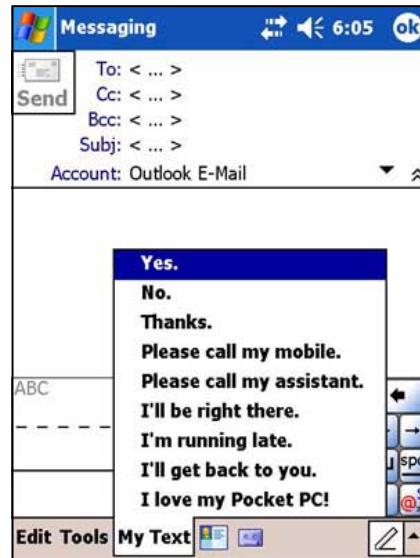 Messaging 6:05 ok
Send
To: < ... >
Cc: < ... >
Bcc: < ... >
Subj: < ... >
Account: Outlook E-Mail
Yes.
No.
Thanks.
Please call my mobile.
Please call my assistant.
I'll be right there.
I'm running late.
I'll get back to you.
I love my Pocket PC!
ABC
Edit Tools My Text